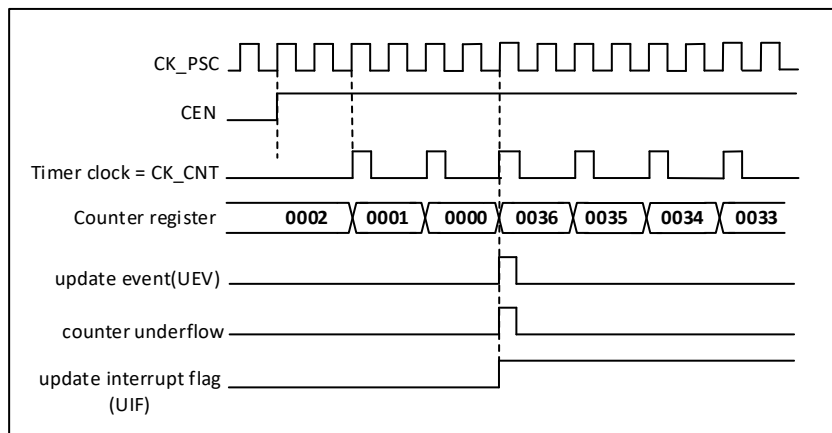 CK_PSC
CEN
Timer clock = CK_CNT
Counter register 0002 0001 0000 0036 0035 0034 0033
update event(UEV)
counter underflow
update interrupt flag
(UIF)